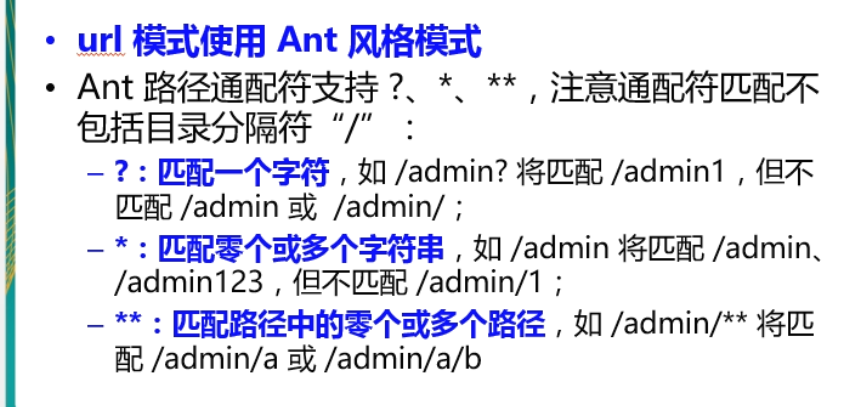 • url 模式使用 Ant 风格模式
• Ant 路径通配符支持 ?、*、**，注意通配符匹配不
包括目录分隔符“/” ：
– ?：匹配一个字符，如 /admin? 将匹配 /admin1，但不
匹配 /admin 或 /admin/；
– *：匹配零个或多个字符串，如 /admin 将匹配 /admin、
/admin123，但不匹配 /admin/1；
– **：匹配路径中的零个或多个路径，如 /admin/** 将匹
配 /admin/a 或 /admin/a/b